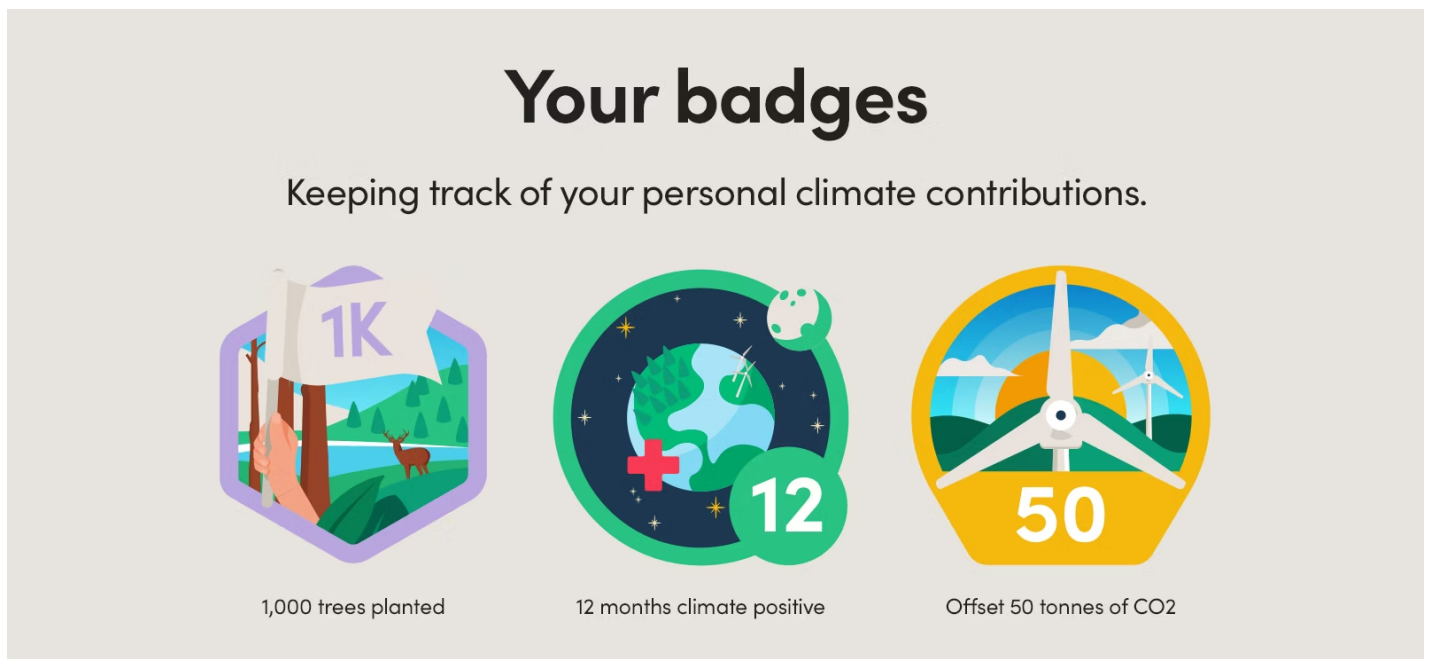 Your badges
Keeping track of your personal climate contributions.
1K
12
50
1,000 trees planted
12 months climate positive
Offset 50 tonnes of CO2